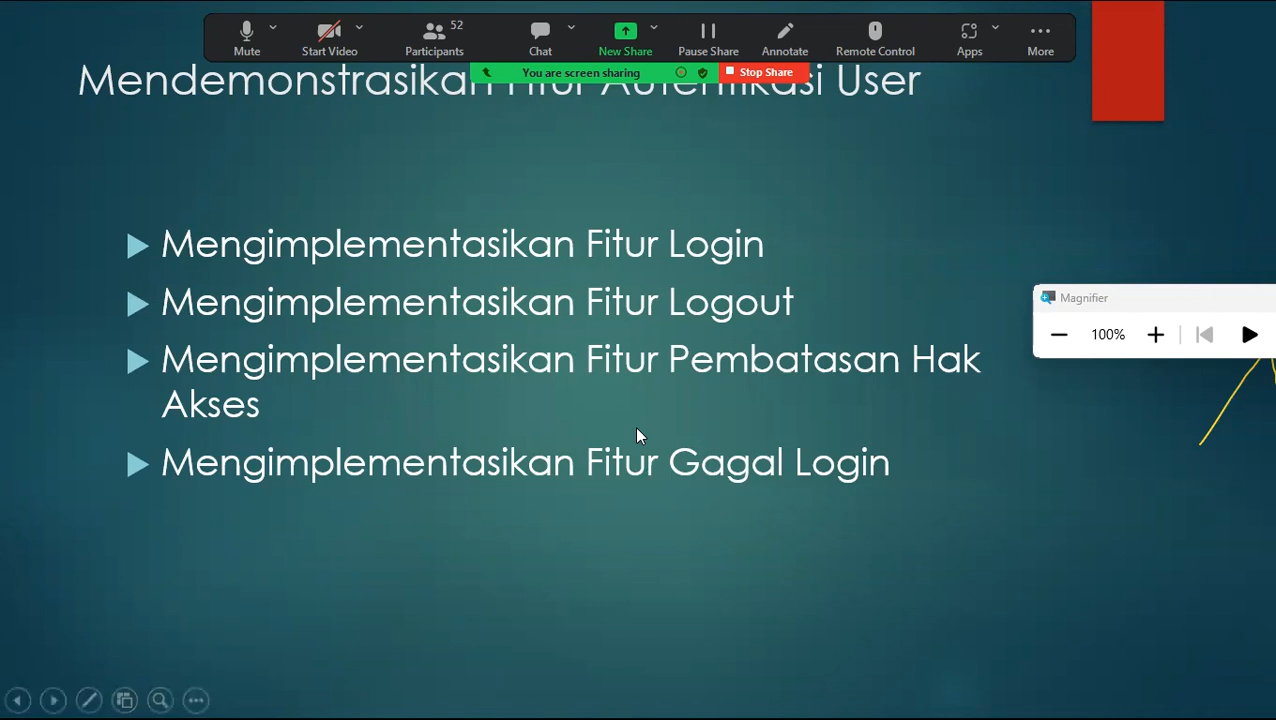 52
Mute
Start Video
Participants
Chat
New Share
Pause Share
Annotate
Remote Control
Apps
More
You are screen sharing
Stop Share
Mendemonstrasikan Fitur Autentikasi User
Mengimplementasikan Fitur Login
Mengimplementasikan Fitur Logout
Mengimplementasikan Fitur Pembatasan Hak
Akses
Mengimplementasikan Fitur Gagal Login
Magnifier
100%